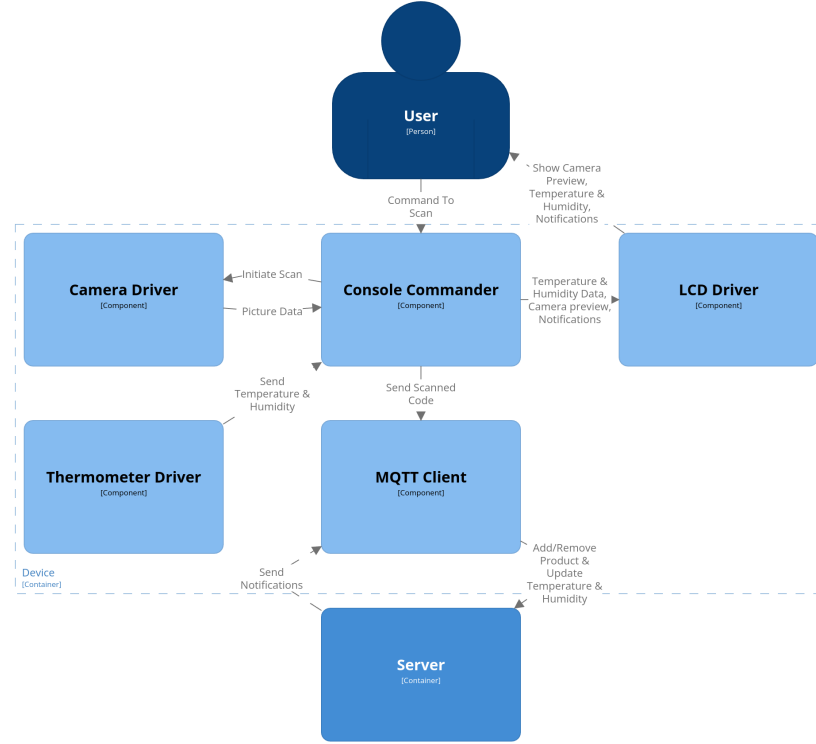 User
[Person]
Show Camera
Preview,
Temperature &
Humidity,
Notifications
Command To
Scan
Camera Driver
[Component]
Initiate Scan
Picture Data
Console Commander
[Component]
Temperature &
Humidity Data,
Camera preview,
Notifications
LCD Driver
[Component]
Send
Temperature &
Humidity
Send Scanned
Code
Thermometer Driver
[Component]
MQTT Client
[Component]
Device
[Container]
Send
Notifications
Add/Remove
Product &
Update
Temperature &
Humidity
Server
[Container]